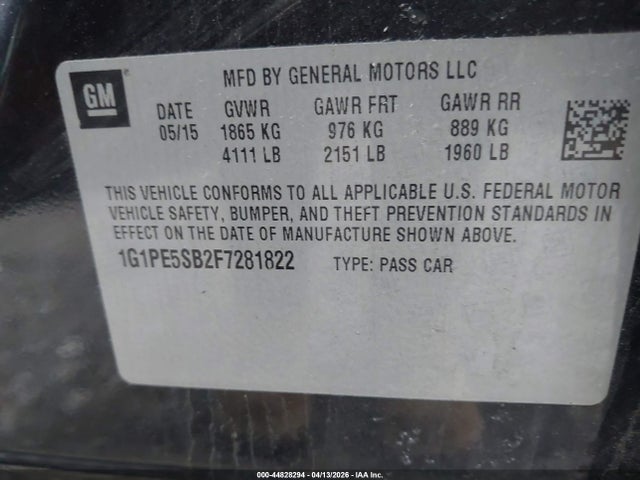 GM
MFD BY GENERAL MOTORS LLC
DATE GVWR GAWR FRT GAWR RR
05/15 1865 KG 976 KG 889 KG
4111 LB 2151 LB 1960 LB
THIS VEHICLE CONFORMS TO ALL APPLICABLE U.S. FEDERAL MOTOR
VEHICLE SAFETY, BUMPER, AND THEFT PREVENTION STANDARDS IN
EFFECT ON THE DATE OF MANUFACTURE SHOWN ABOVE.
1G1PE5SB2F7281822 TYPE: PASS CAR
000-44828294 | 04/13/2026 | IAA Inc.